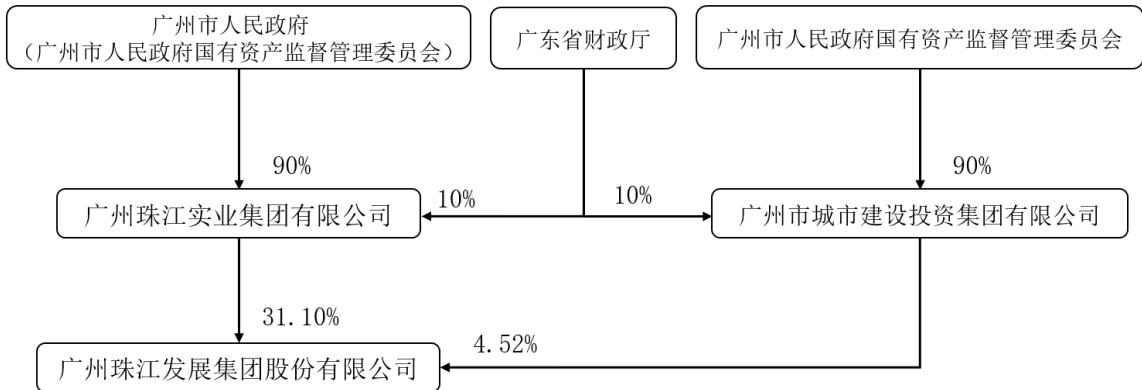 广州市人民政府
（广州市人民政府国有资产监督管理委员会）
广东省财政厅
广州市人民政府国有资产监督管理委员会
90%
90%
10%
10%
广州珠江实业集团有限公司
广州市城市建设投资集团有限公司
31.10%
4.52%
广州珠江发展集团股份有限公司